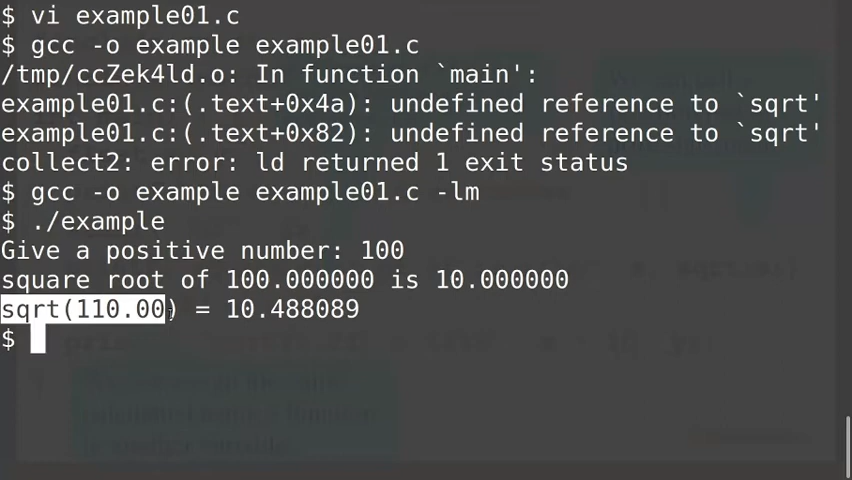 $ vi example01.c
$ gcc -o example example01.c
/tmp/ccZek4ld.o: In function `main':
example01.c:(.text+0x4a): undefined reference to `sqrt'
example01.c:(.text+0x82): undefined reference to `sqrt'
collect2: error: ld returned 1 exit status
$ gcc -o example example01.c -lm
$ ./example
Give a positive number: 100
square root of 100.000000 is 10.000000
sqrt(110.00) = 10.488089
$